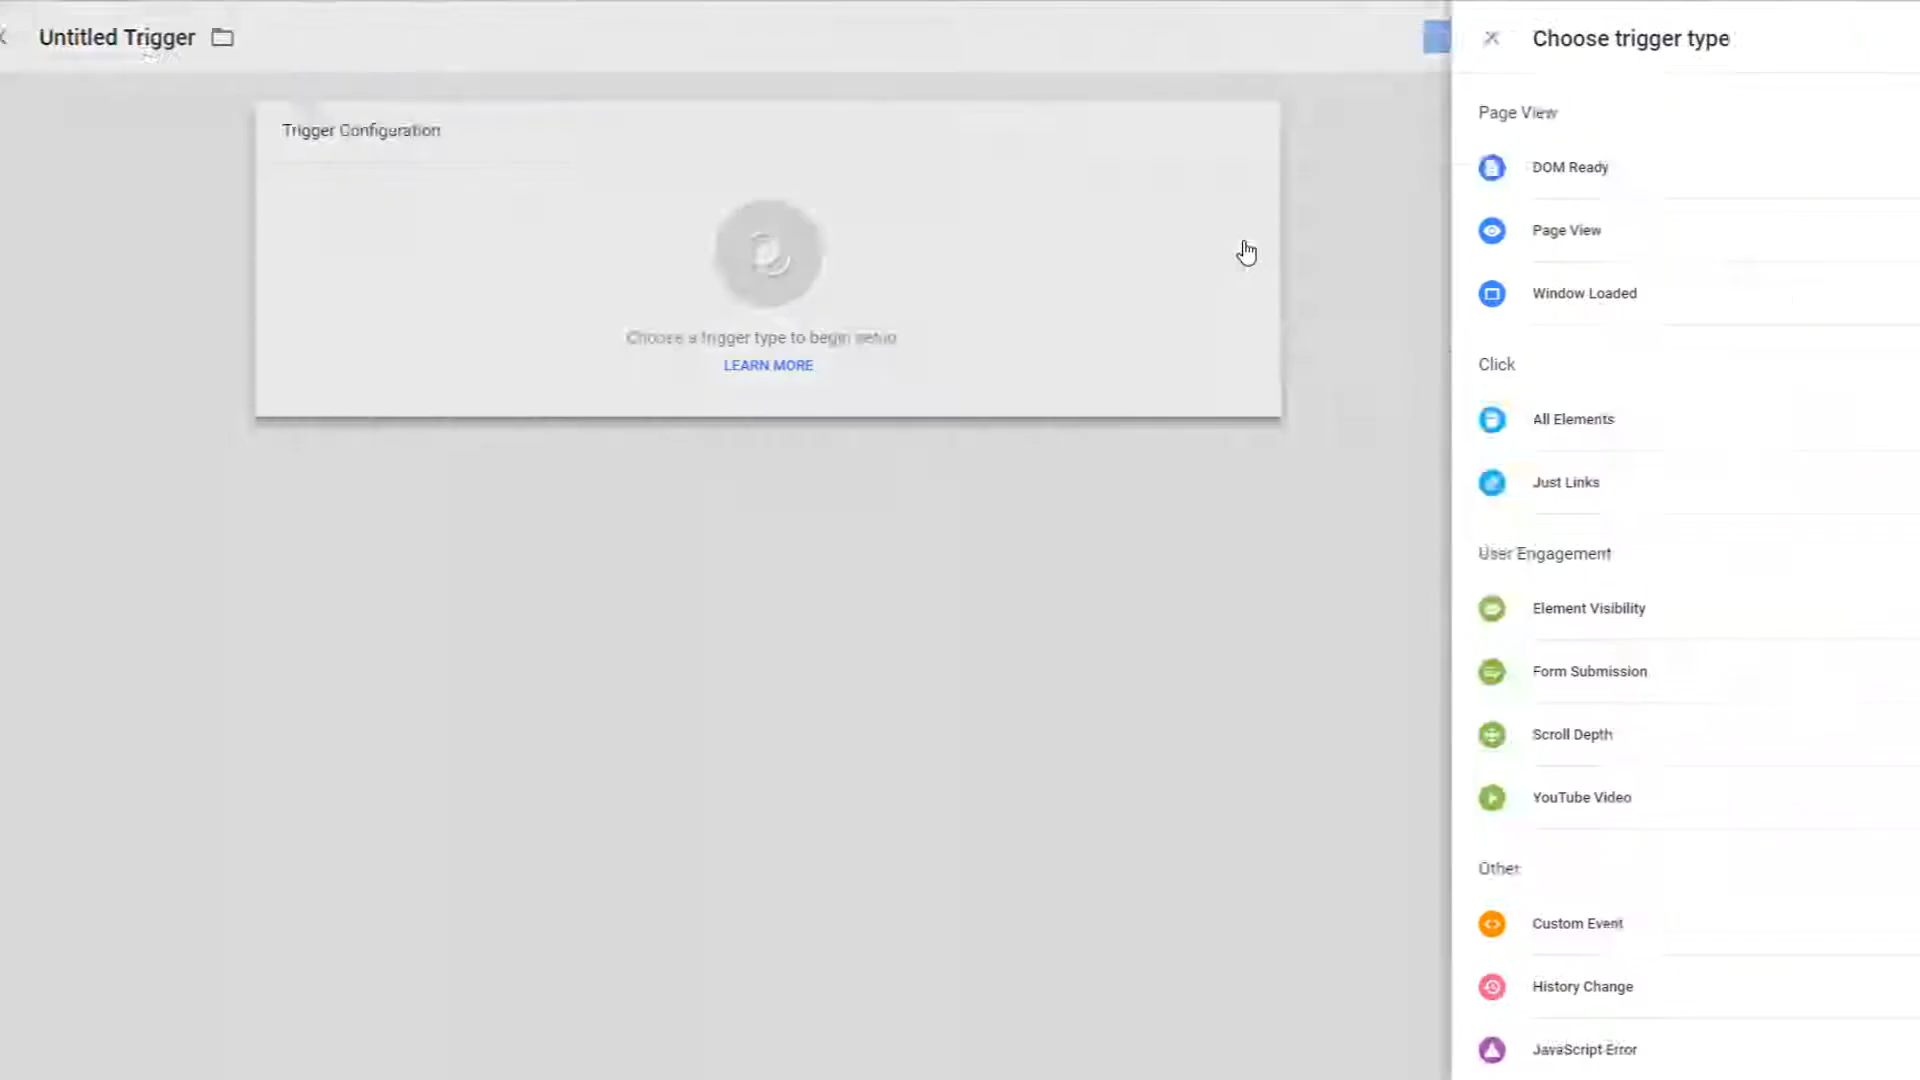 Untitled Trigger
Choose trigger type
Trigger Configuration
Choose a trigger type to begin setup
LEARN MORE
Page View
DOM Ready
Page View
Window Loaded
Click
All Elements
Just Links
User Engagement
Element Visibility
Form Submission
Scroll Depth
YouTube Video
Other
Custom Event
History Change
JavaScript Error